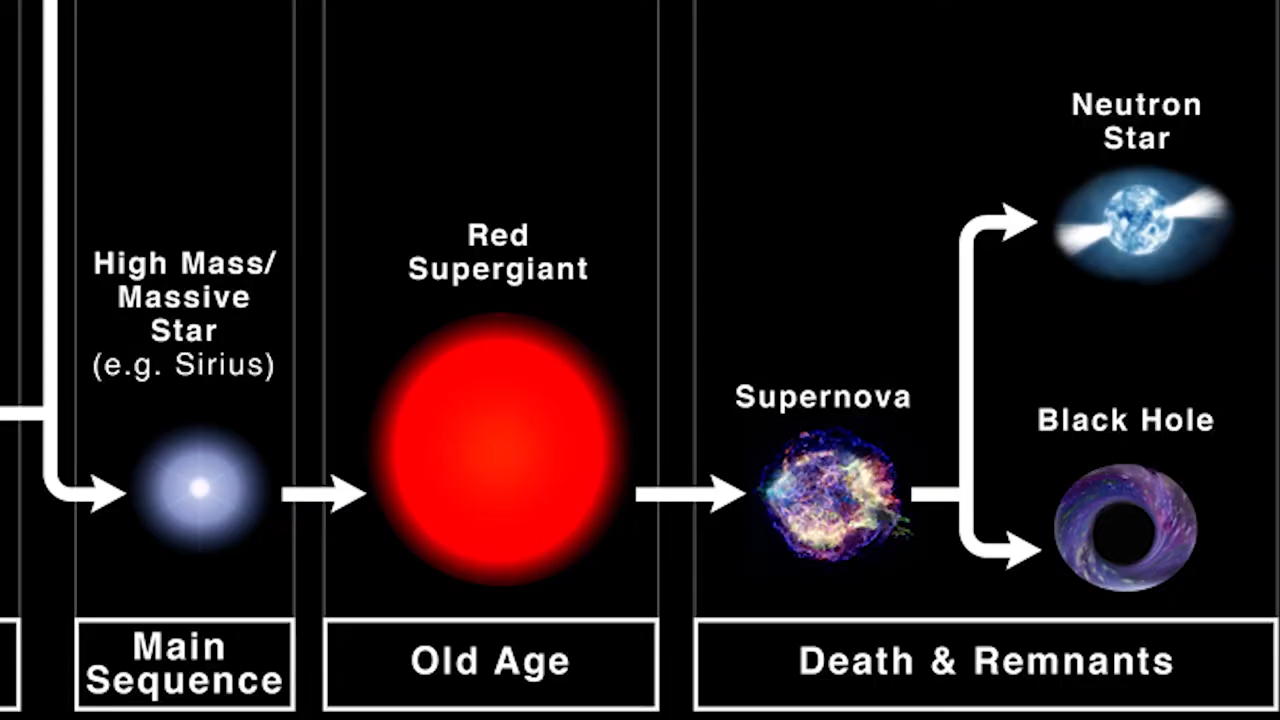 High Mass/
Massive
Star
(e.g. Sirius)
Red
Supergiant
Supernova
Neutron
Star
Black Hole
Main
Sequence
Old Age
Death & Remnants